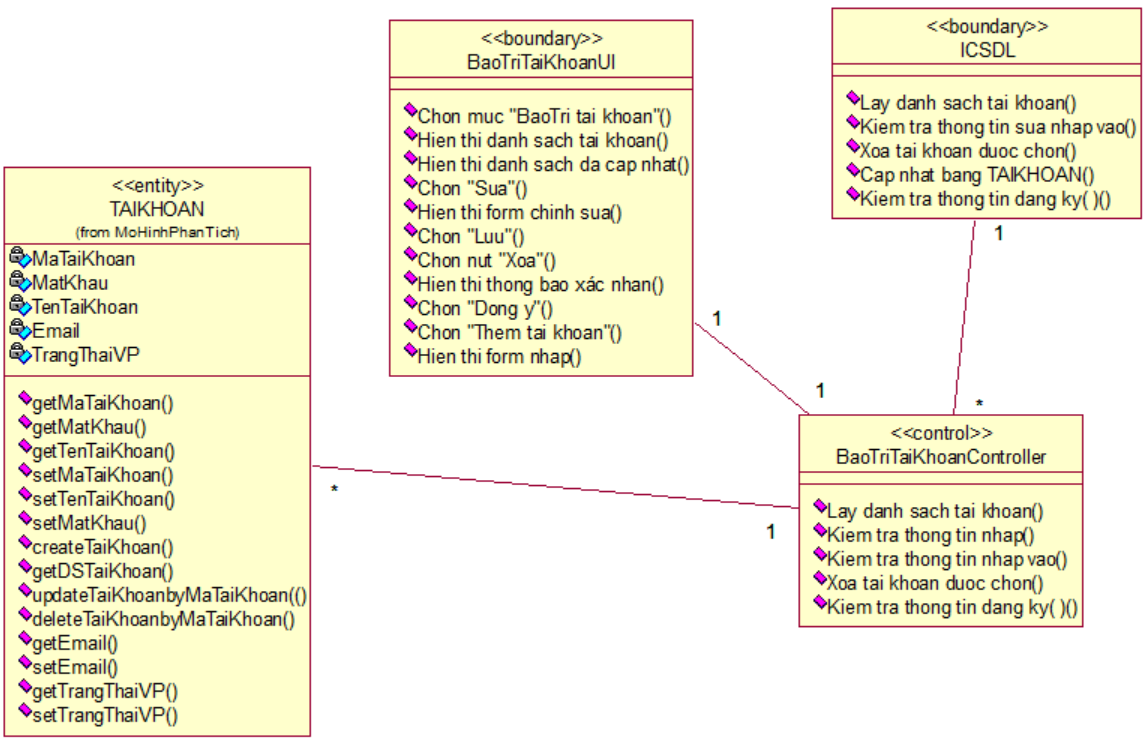 <<boundary>>
BaoTriTaiKhoanUI
Chon muc "BaoTri tai khoan"()
Hien thi danh sach tai khoan()
Hien thi danh sach da cap nhat()
Chon "Sua"()
Hien thi form chinh sua()
Chon "Luu"()
Chon nut "Xoa"()
Hien thi thong bao xác nhan()
Chon "Dong y"()
Chon "Them tai khoan"()
Hien thi form nhap()
<<boundary>>
ICSDL
Lay danh sach tai khoan()
Kiem tra thong tin sua nhap vao()
Xoa tai khoan duoc chon()
Cap nhat bang TAIKHOAN()
Kiem tra thong tin dang ky( )()
<<entity>>
TAIKHOAN
(from MoHinhPhanTich)
MaTaiKhoan
MatKhau
TenTaiKhoan
Email
TrangThaiVP
getMaTaiKhoan()
getMatKhau()
getTenTaiKhoan()
setMaTaiKhoan()
setTenTaiKhoan()
setMatKhau()
createTaiKhoan()
getDSTaiKhoan()
updateTaiKhoanbyMaTaiKhoan(()
deleteTaiKhoanbyMaTaiKhoan()
getEmail()
setEmail()
getTrangThaiVP()
setTrangThaiVP()
1
1
1
*
*
1
<<control>>
BaoTriTaiKhoanController
Lay danh sach tai khoan()
Kiem tra thong tin nhap()
Kiem tra thong tin nhap vao()
Xoa tai khoan duoc chon()
Kiem tra thong tin dang ky( )()